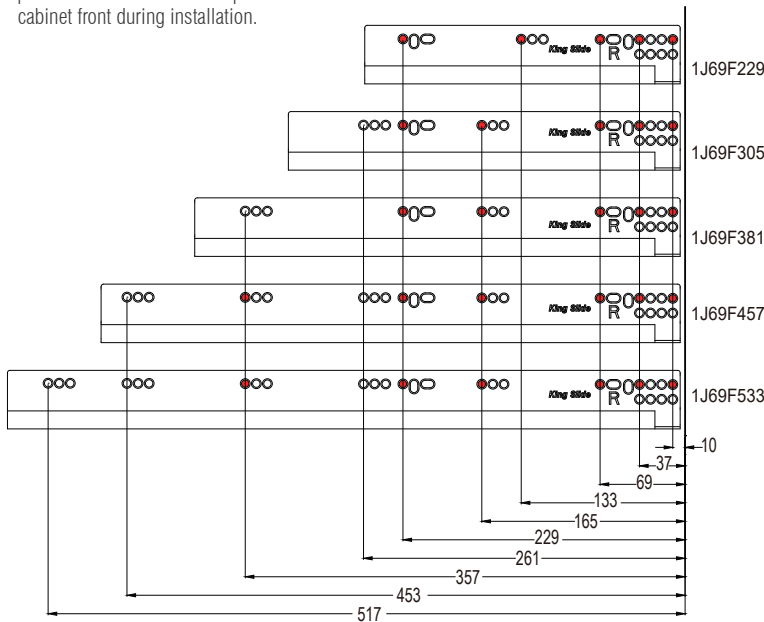 cabinet front during installation.
King Slide
R
1J69F229
King Slide
R
1J69F305
King Slide
R
1J69F381
King Slide
R
1J69F457
King Slide
R
1J69F533
10
37
69
133
165
229
261
357
453
517